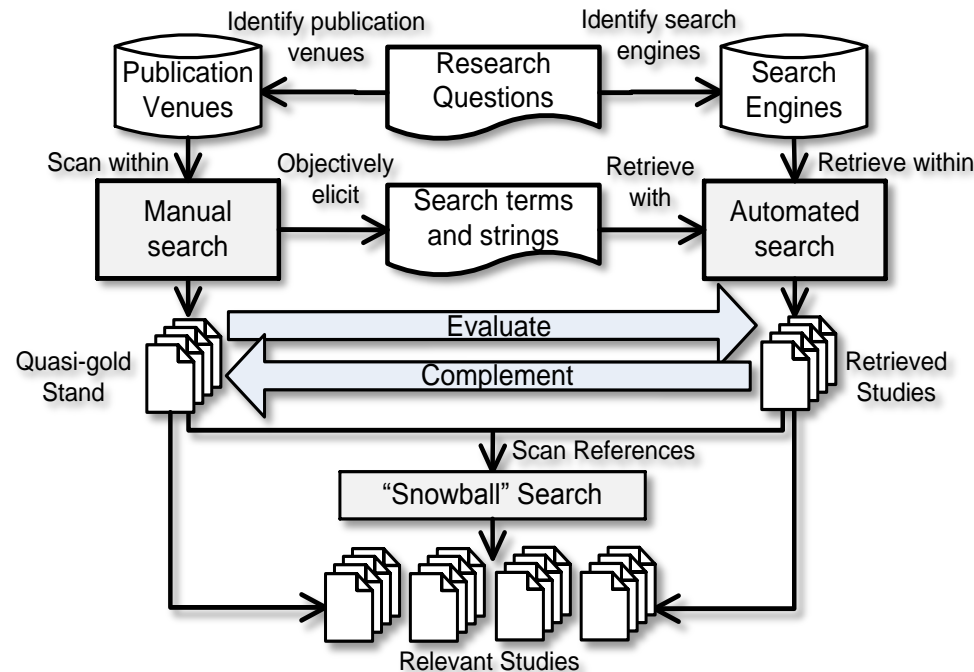 Identify publication
venues
Identify search
engines
Publication
Venues
Research
Questions
Search
Engines
Scan within
Objectively
elicit
Retrieve
with
Retrieve within
Manual
search
Search terms
and strings
Automated
search
Evaluate
Complement
Quasi-gold
Stand
Retrieved
Studies
Scan References
“Snowball” Search
Relevant Studies